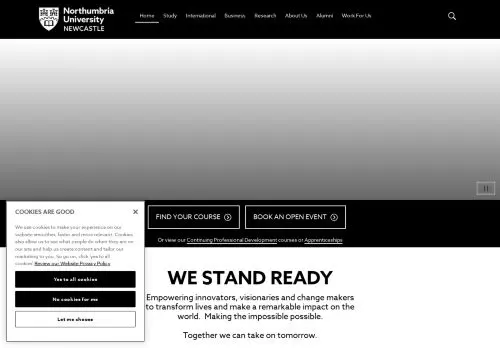 Northumbria
University
NEWCASTLE
Home Study International Business Research About Us Alumni Work For Us
COOKIES ARE GOOD
We use cookies to make your experience on our
website smoother, faster and more relevant. Cookies
also allow us to see what people do when they are on
our site and help us create content and tailor our
marketing to you. So go on, click 'yes to all
cookies' Review our Website Privacy Policy
Yes to all cookies
No cookies for me
Let me choose
FIND YOUR COURSE
BOOK AN OPEN EVENT
Or view our Continuing Professional Development courses or Apprenticeships
WE STAND READY
Empowering innovators, visionaries and change makers
to transform lives and make a remarkable impact on the
world. Making the impossible possible.
Together we can take on tomorrow.